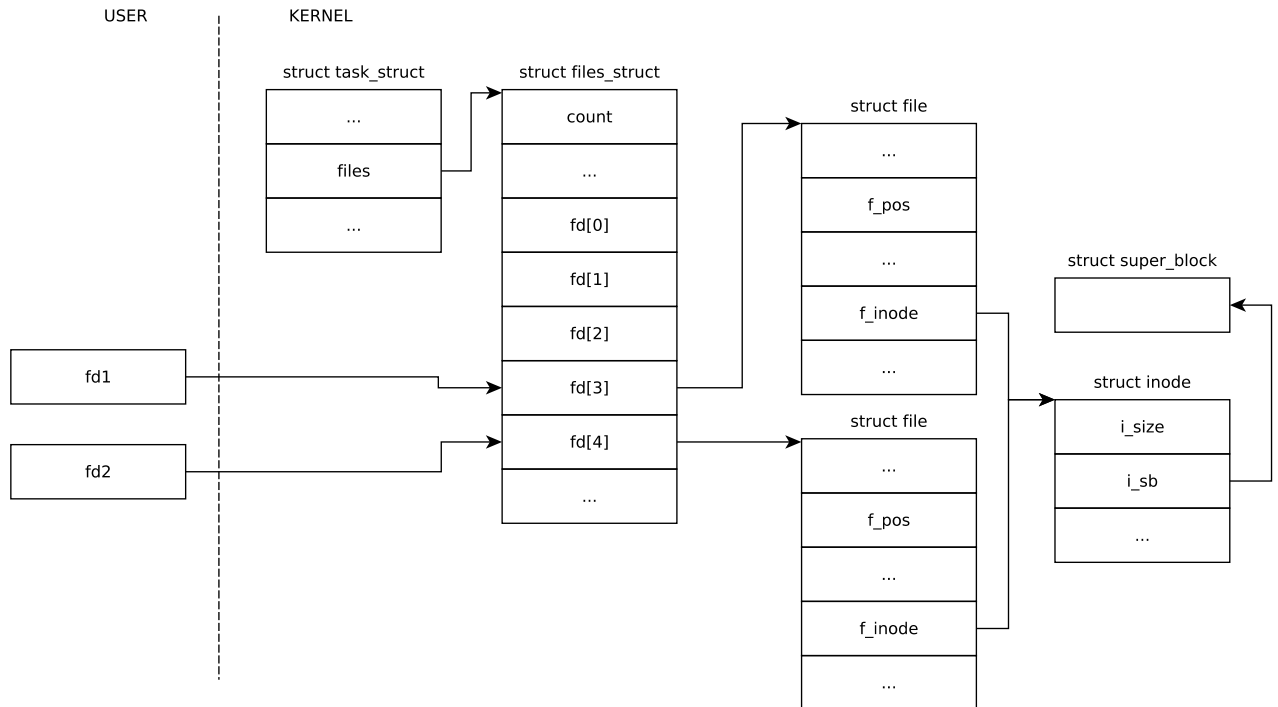 USER
KERNEL
struct task_struct
...
files
...
struct files_struct
count
...
fd[0]
fd[1]
fd[2]
fd[3]
fd[4]
...
fd1
fd2
struct file
...
f_pos
...
f_inode
...
struct file
...
f_pos
...
f_inode
...
struct super_block
struct inode
i_size
i_sb
...